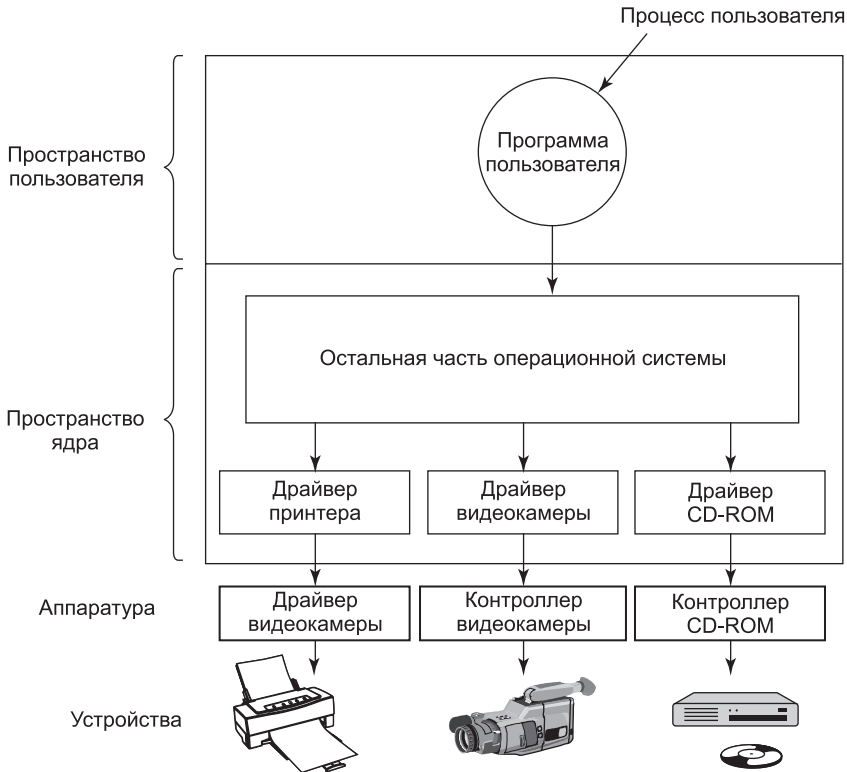 Процесс пользователя
Программа
пользователя
Пространство
пользователя
Остальная часть операционной системы
Пространство
ядра
Драйвер
принтера
Драйвер
видеокамеры
Драйвер
CD-ROM
Аппаратура
Драйвер
видеокамеры
Контроллер
видеокамеры
Контроллер
CD-ROM
Устройства